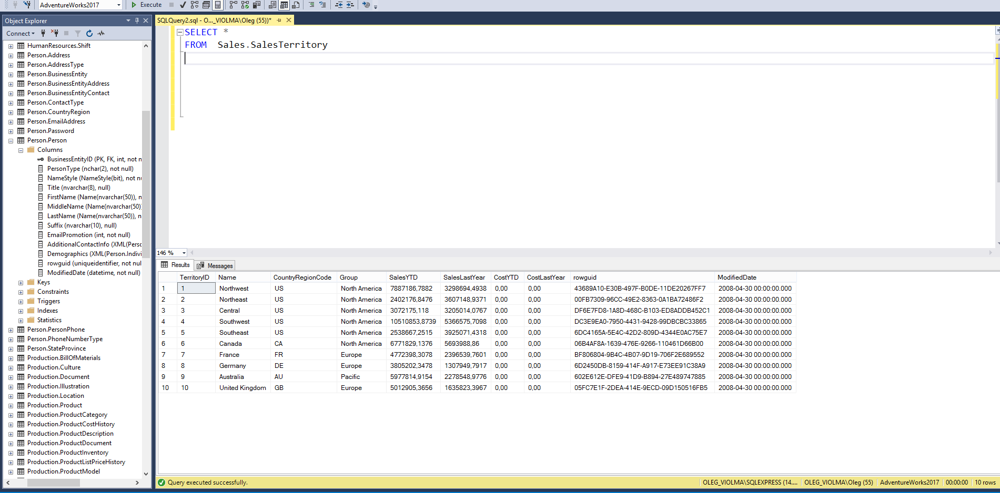 AdventureWorks2017
Execute
Object Explorer
SQLQuery2.sql - O..._VIOLMA\Oleg (55))*
Connect
HumanResources.Shift
Person.Address
Person.AddressType
Person.BusinessEntity
Person.BusinessEntityAddress
Person.BusinessEntityContact
Person.ContactType
Person.CountryRegion
Person.EmailAddress
Person.Password
Person.Person
Columns
BusinessEntityID (PK, FK, int, not n
PersonType (nchar(2), not null)
NameStyle (NameStyle(bit), not nu
Title (nvarchar(8), null)
FirstName (Name(nvarchar(50)), n
MiddleName (Name(nvarchar(50)
LastName (Name(nvarchar(50)), n
Suffix (nvarchar(10), null)
EmailPromotion (int, not null)
AdditionalContactInfo (XML(Perso
Demographics (XML(Person.Indivi
rowguid (uniqueidentifier, not nul
ModifiedDate (datetime, not null)
Keys
Constraints
Triggers
Indexes
Statistics
Person.PersonPhone
Person.PhoneNumberType
Person.StateProvince
Production.BillOfMaterials
Production.Culture
Production.Document
Production.Illustration
Production.Location
Production.Product
Production.ProductCategory
Production.ProductCostHistory
Production.ProductDescription
Production.ProductDocument
Production.ProductInventory
Production.ProductListPriceHistory
Production.ProductModel
SELECT *
FROM Sales.SalesTerritory
146 %
Results Messages
TerritoryID Name CountryRegionCode Group SalesYTD SalesLastYear CostYTD CostLastYear rowguid ModifiedDate
1 1 Northwest US North America 7887186,7882 3298694,4938 0,00 0,00 43689A10-E30B-497F-B0DE-11DE20267FF7 2008-04-30 00:00:00.000
2 2 Northeast US North America 2402176,8476 3607148,9371 0,00 0,00 00FB7309-96CC-49E2-8363-0A1BA72486F2 2008-04-30 00:00:00.000
3 3 Central US North America 3072175,118 3205014,0767 0,00 0,00 DF6E7FD8-1A8D-468C-B103-ED8ADDB452C1 2008-04-30 00:00:00.000
4 4 Southwest US North America 10510853,8739 5366575,7098 0,00 0,00 DC3E9EA0-7950-4431-9428-99DBCBC33865 2008-04-30 00:00:00.000
5 5 Southeast US North America 2538667,2515 3925071,4318 0,00 0,00 6DC4165A-5E4C-42D2-809D-4344E0AC75E7 2008-04-30 00:00:00.000
6 6 Canada CA North America 6771829,1376 5693988,86 0,00 0,00 06B4AF8A-1639-476E-9266-110461D66B00 2008-04-30 00:00:00.000
7 7 France FR Europe 4772398,3078 2396539,7601 0,00 0,00 BF806804-9B4C-4B07-9D19-706F2E689552 2008-04-30 00:00:00.000
8 8 Germany DE Europe 3805202,3478 1307949,7917 0,00 0,00 6D2450DB-8159-414F-A917-E73EE91C38A9 2008-04-30 00:00:00.000
9 9 Australia AU Pacific 5977814,9154 2278548,9776 0,00 0,00 602E612E-DFE9-41D9-B894-27E489747885 2008-04-30 00:00:00.000
10 10 United Kingdom GB Europe 5012905,3656 1635823,3967 0,00 0,00 05FC7E1F-2DEA-414E-9ECD-09D150516FB5 2008-04-30 00:00:00.000
Query executed successfully. OLEG_VIOLMA\SQLEXPRESS (14.... OLEG_VIOLMA\Oleg (55) AdventureWorks2017 00:00:00 10 rows